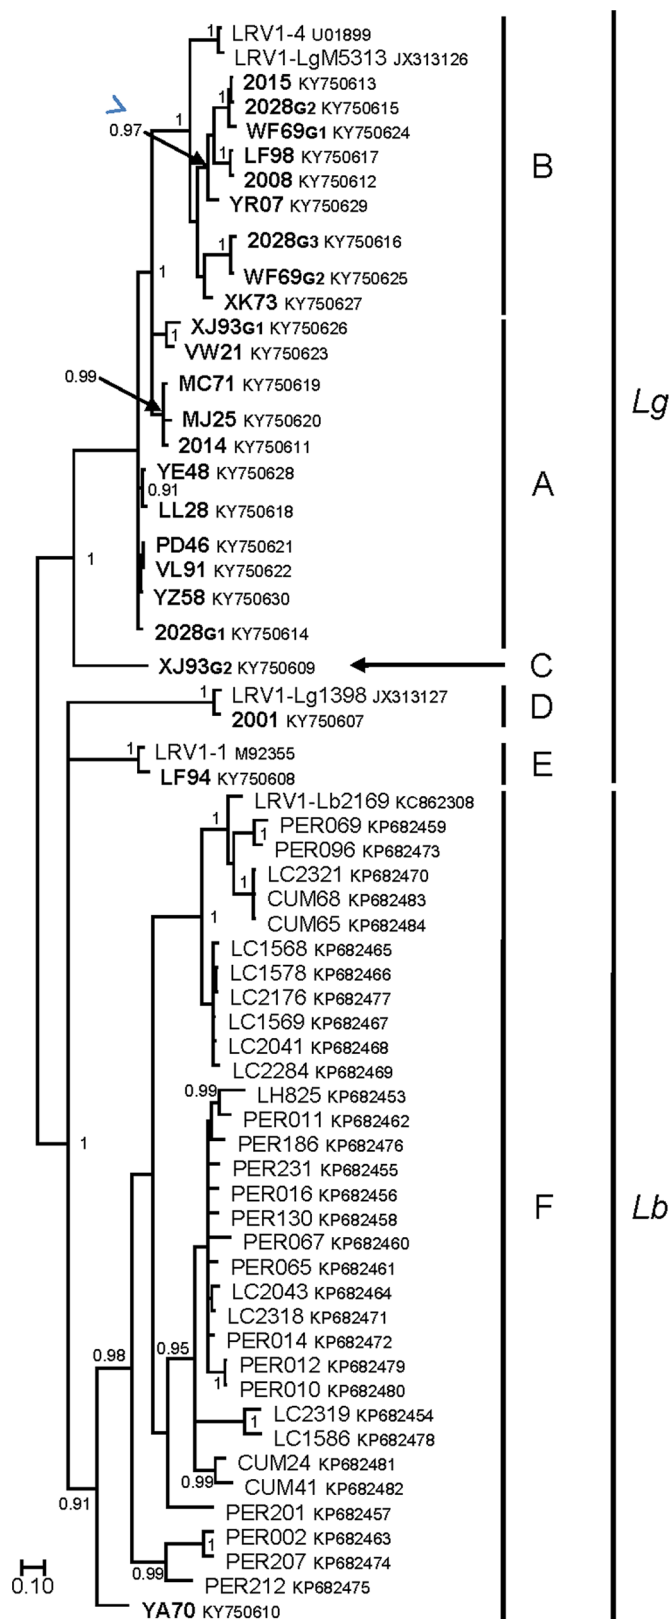 LRV1-4 U01899
LRV1-LgM5313 JX313126
2015 KY750613
2028G2 KY750615
WF69G1 KY750624
LF98 KY750617
2008 KY750612
YR07 KY750629
2028G3 KY750616
WF69G2 KY750625
XK73 KY750627
XJ93G1 KY750626
VW21 KY750623
MC71 KY750619
MJ25 KY750620
2014 KY750611
YE48 KY750628
LL28 KY750618
PD46 KY750621
VL91 KY750622
YZ58 KY750630
2028G1 KY750614
XJ93G2 KY750609
LRV1-Lg1398 JX313127
2001 KY750607
LRV1-1 M92355
LF94 KY750608
LRV1-Lb2169 KC862308
PER069 KP682459
PER096 KP682473
LC2321 KP682470
CUM68 KP682483
CUM65 KP682484
LC1568 KP682465
LC1578 KP682466
LC2176 KP682477
LC1569 KP682467
LC2041 KP682468
LC2284 KP682469
LH825 KP682453
PER011 KP682462
PER186 KP682476
PER231 KP682455
PER016 KP682456
PER130 KP682458
PER067 KP682460
PER065 KP682461
LC2043 KP682464
LC2318 KP682471
PER014 KP682472
PER012 KP682479
PER010 KP682480
LC2319 KP682454
LC1586 KP682478
CUM24 KP682481
CUM41 KP682482
PER201 KP682457
PER002 KP682463
PER207 KP682474
PER212 KP682475
YA70 KY750610
1
1
0.97
1
1
1
1
1
0.99
0.91
1
1
1
1
1
1
1
1
0.99
0.95
1
1
0.99
0.98
0.91
0.99
1
0.10
B
A
C
D
E
F
Lg
Lb